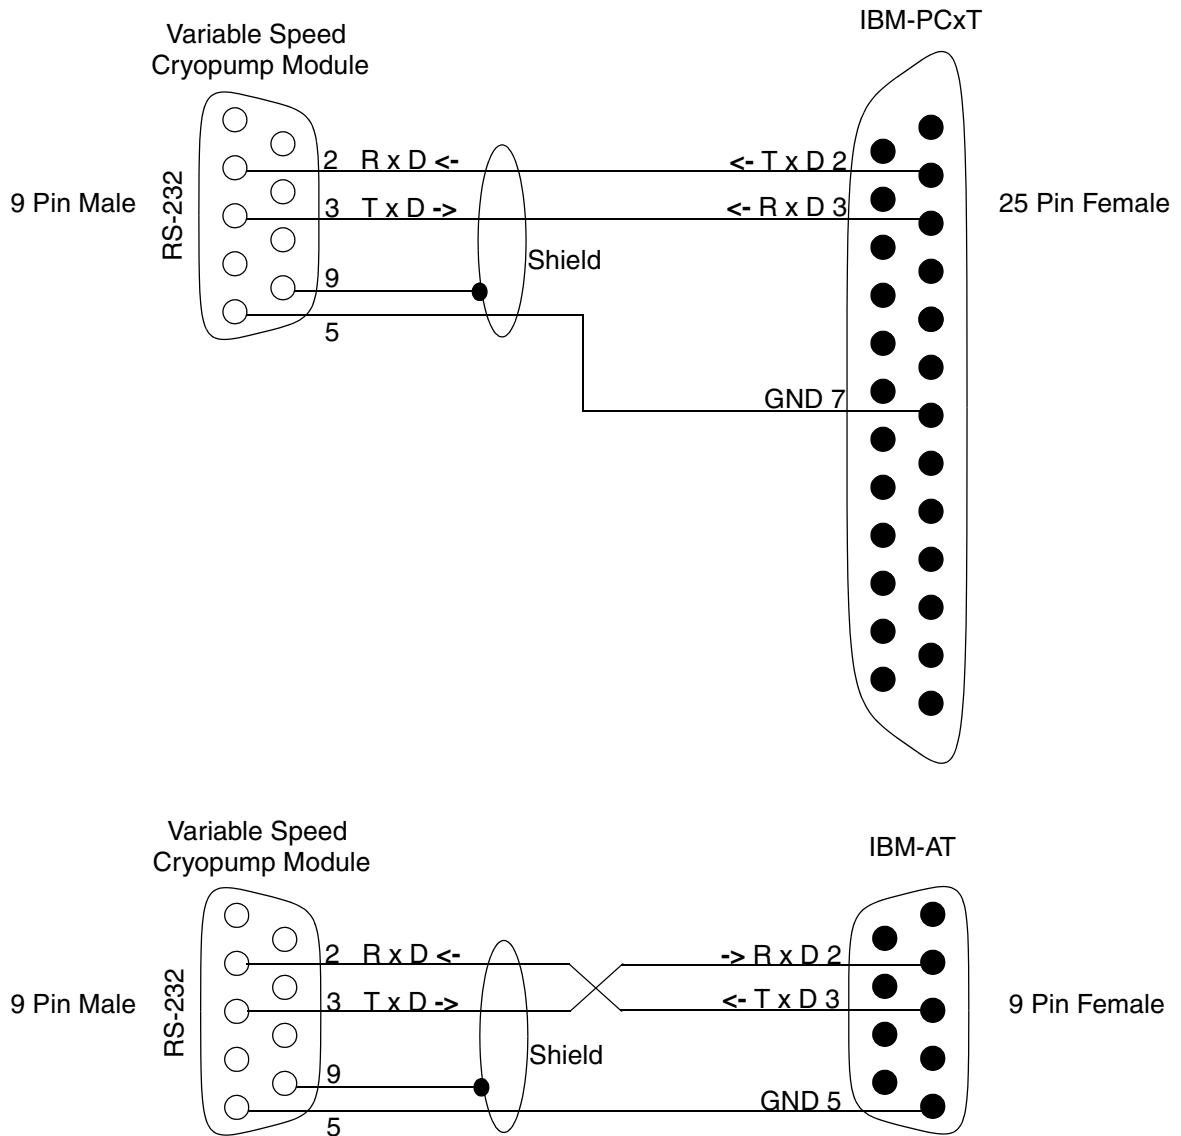 IBM-PCxT
Variable Speed
Cryopump Module
2 R x D <-
<- T x D 2
9 Pin Male
RS-232
3 T x D ->
<- R x D 3
25 Pin Female
Shield
9
5
GND 7
Variable Speed
Cryopump Module
IBM-AT
2 R x D <-
-> R x D 2
9 Pin Male
RS-232
3 T x D ->
<- T x D 3
9 Pin Female
Shield
9
GND 5
5